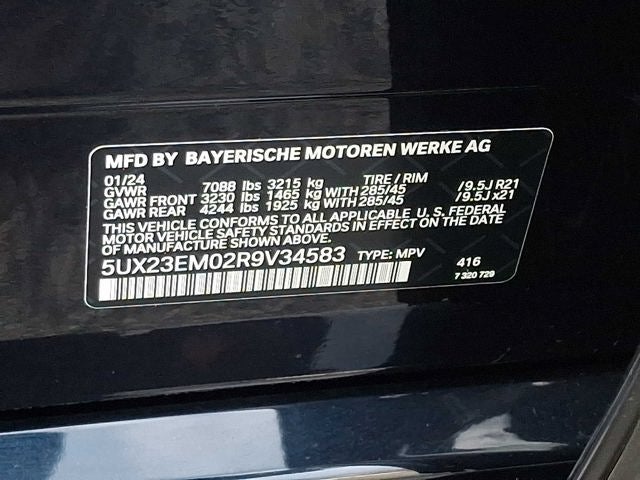 MFD BY BAYERISCHE MOTOREN WERKE AG
01/24 TIRE / RIM
GVWR 7088 lbs 3215 kg
GAWR FRONT 3230 lbs 1465 kg WITH 285/45 /9.5J R21
GAWR REAR 4244 lbs 1925 kg WITH 285/45 /9.5J x21
THIS VEHICLE CONFORMS TO ALL APPLICABLE U. S. FEDERAL
MOTOR VEHICLE SAFETY STANDARDS IN EFFECT ON THE DATE
OF MANUFACTURE SHOWN ABOVE.
5UX23EM02R9V34583 TYPE: MPV 416
7 320 729